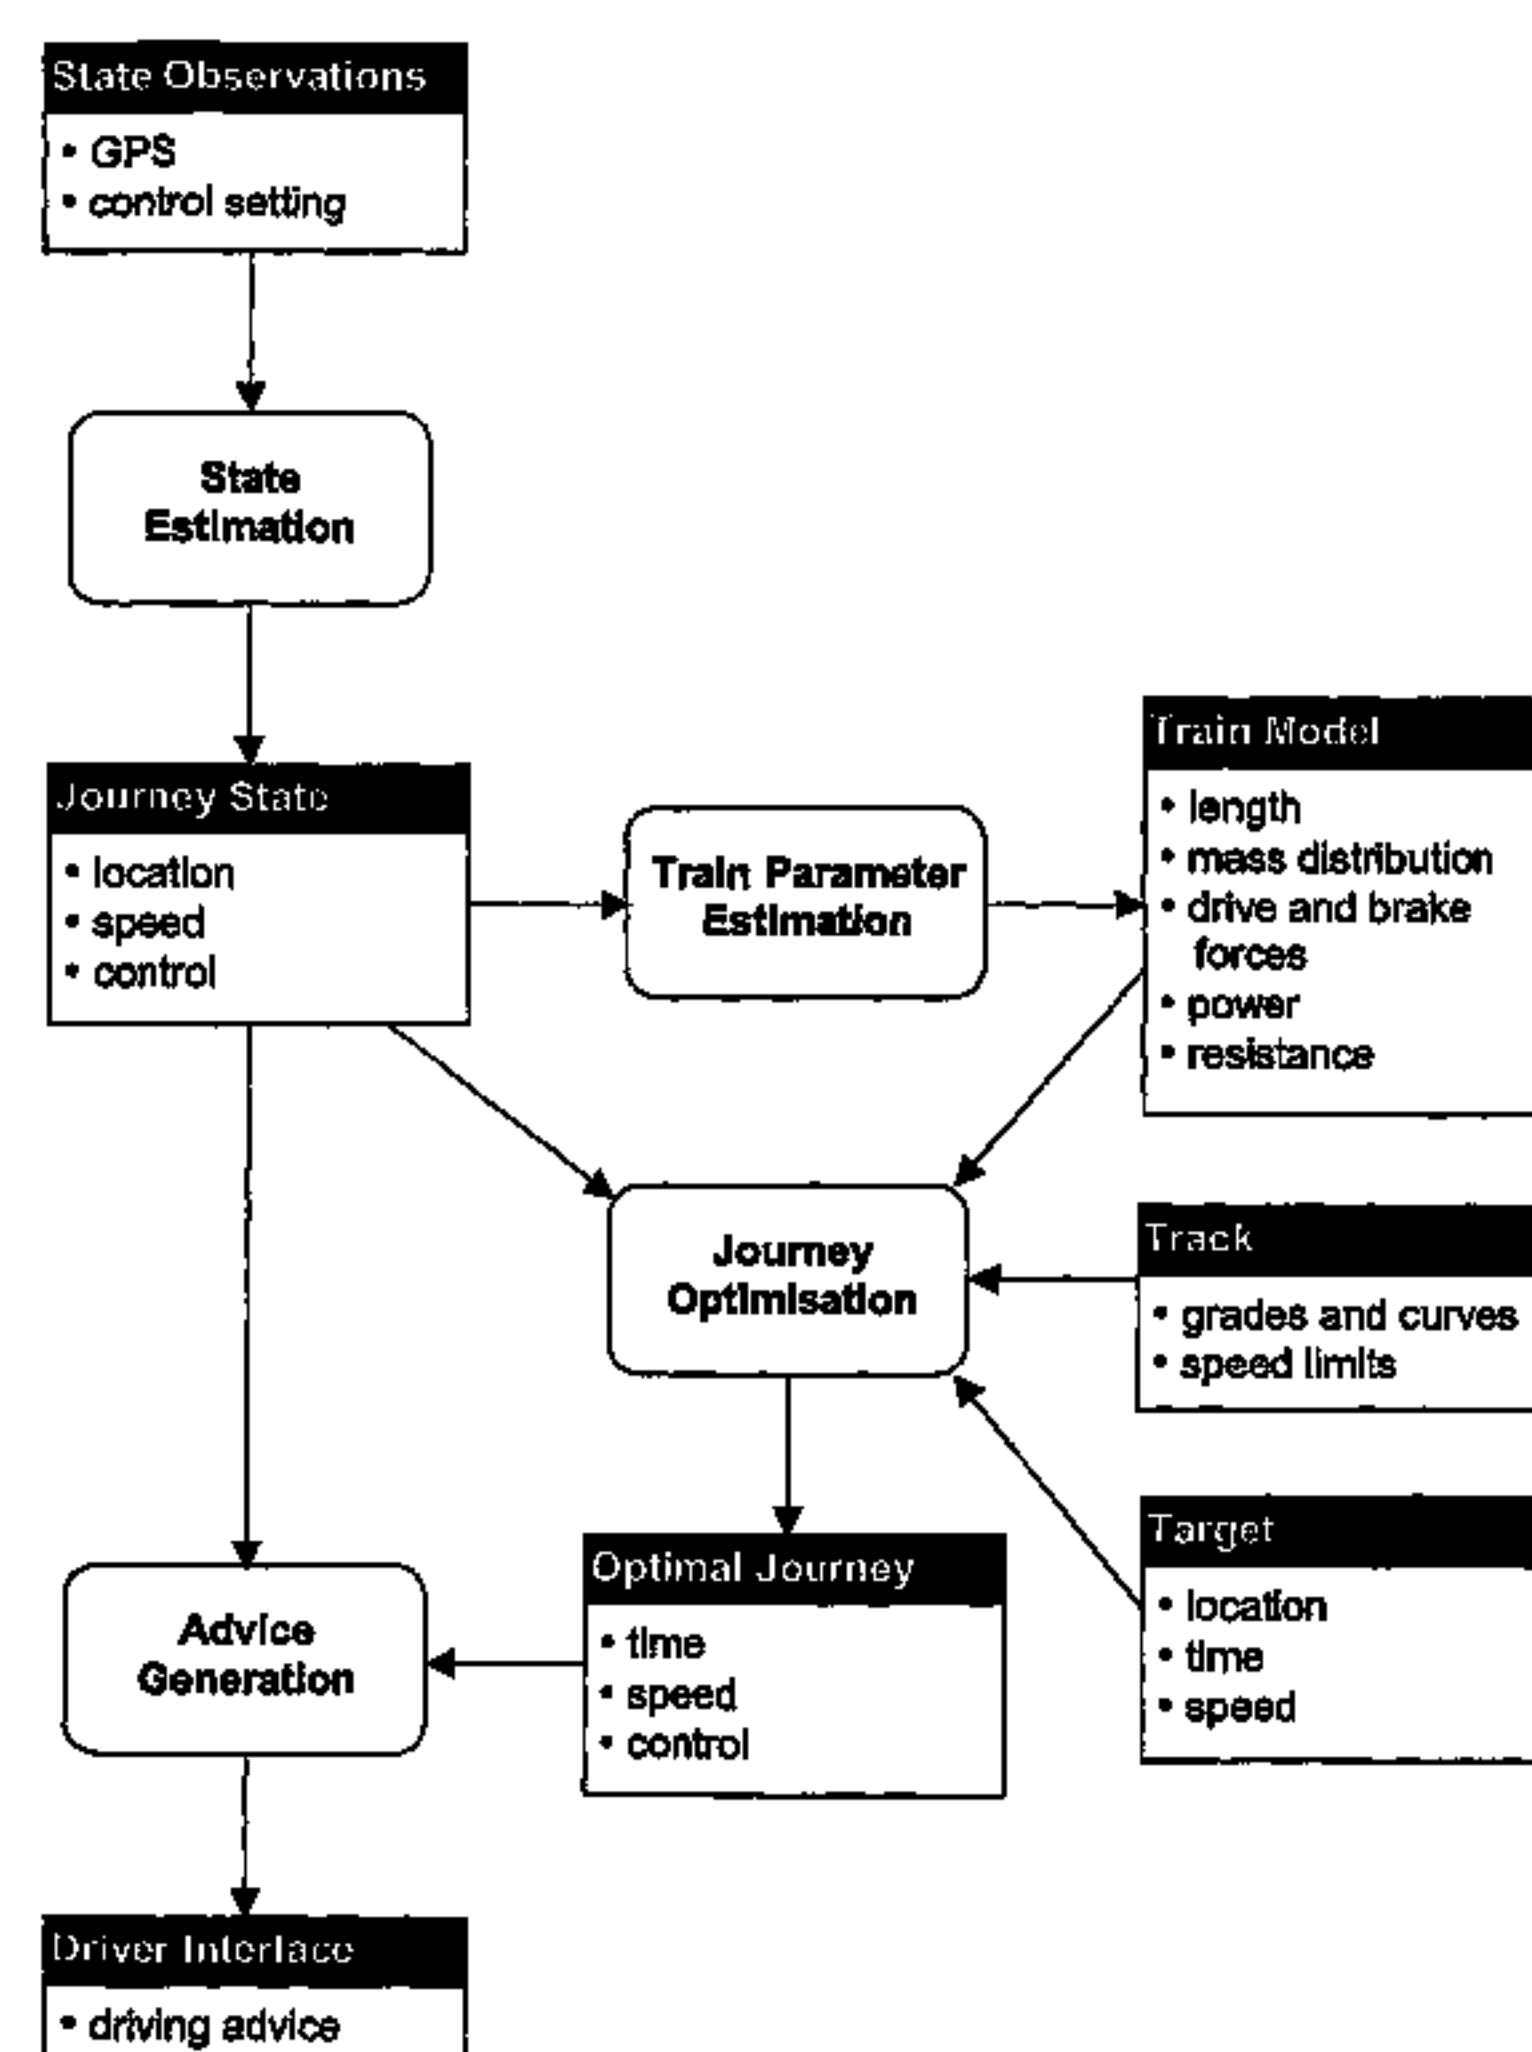 State Observations
• GPS
• control setting
State
Estimation
Journey State
• location
• speed
• control
Train Parameter
Estimation
Train Model
• length
• mass distribution
• drive and brake
forces
• power
• resistance
Journey
Optimisation
Track
• grades and curves
• speed limits
Target
• location
• time
• speed
Optimal Journey
• time
• speed
• control
Advice
Generation
Driver Interface
• driving advice